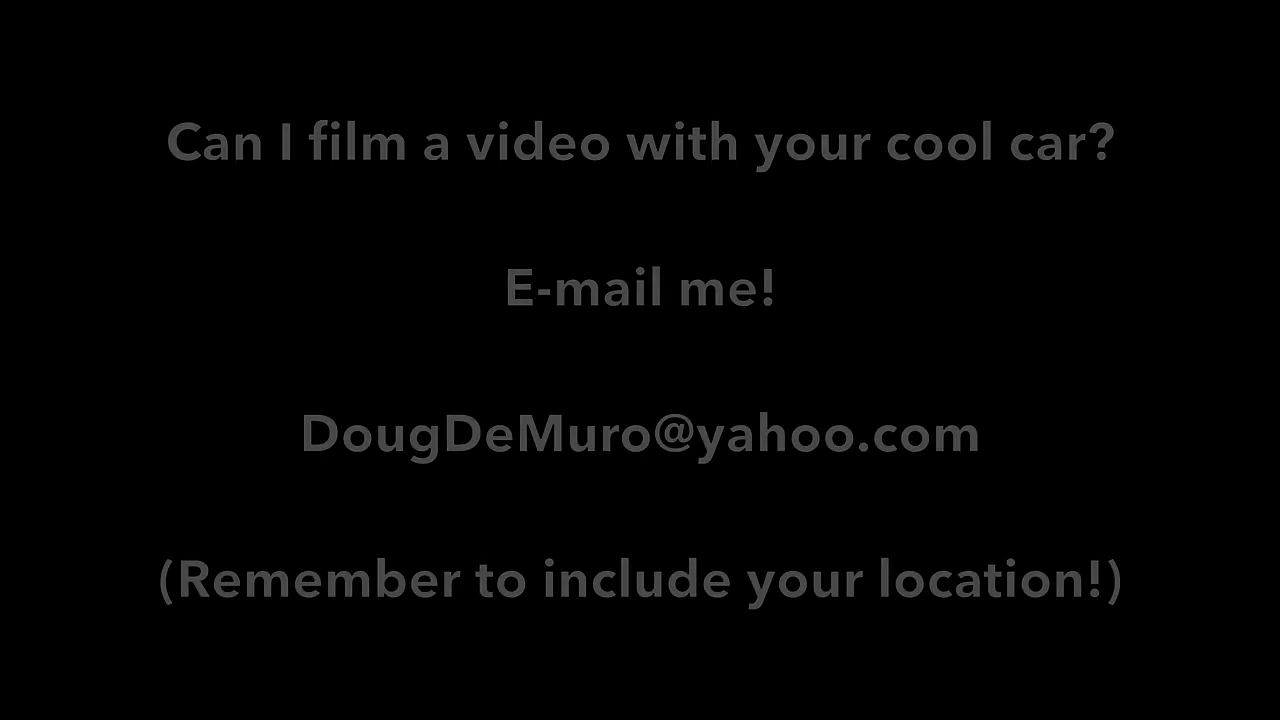 Can I film a video with your cool car?
E-mail me!
DougDeMuro@yahoo.com
(Remember to include your location!)